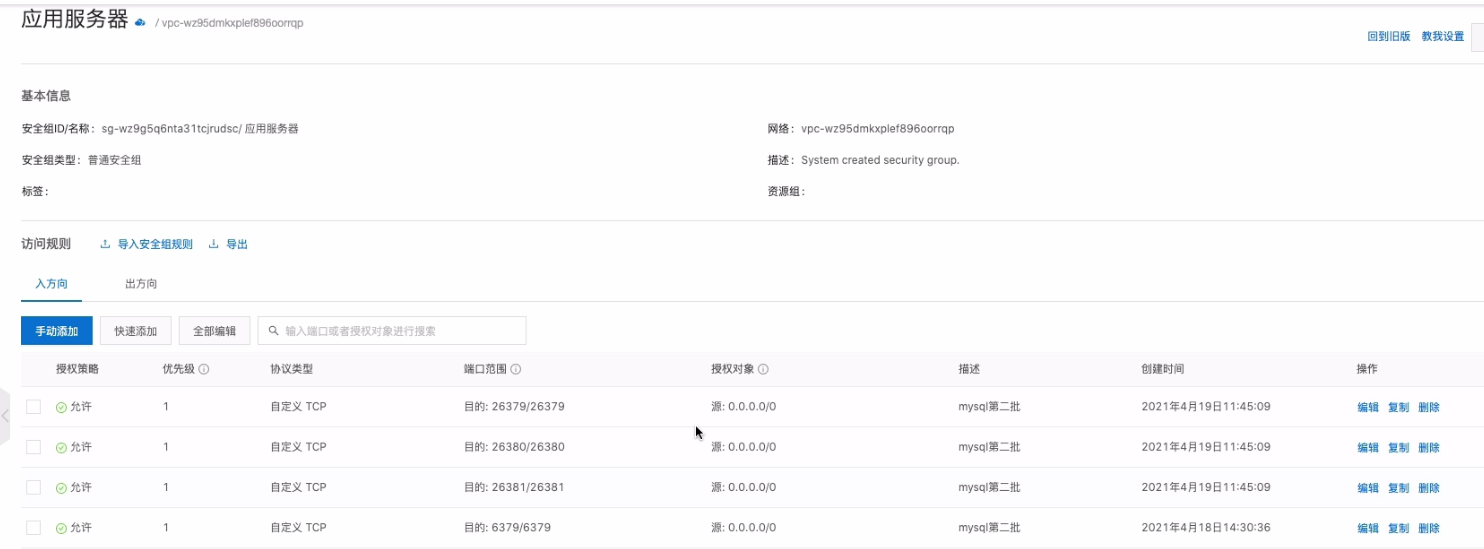 应用服务器 / vpc-wz95dmkxplef896oorrqp
回到旧版 教我设置
基本信息
安全组ID/名称： sg-wz9g5q6nta31tcjrudsc/ 应用服务器 网络： vpc-wz95dmkxplef896oorrqp
安全组类型： 普通安全组 描述： System created security group.
标签： 资源组：
访问规则 导入安全组规则 导出
入方向 出方向
手动添加 快速添加 全部编辑 输入端口或者授权对象进行搜索
授权策略 优先级 协议类型 端口范围 授权对象 描述 创建时间 操作
允许 1 自定义 TCP 目的: 26379/26379 源: 0.0.0.0/0 mysql第二批 2021年4月19日11:45:09 编辑 复制 删除
允许 1 自定义 TCP 目的: 26380/26380 源: 0.0.0.0/0 mysql第二批 2021年4月19日11:45:09 编辑 复制 删除
允许 1 自定义 TCP 目的: 26381/26381 源: 0.0.0.0/0 mysql第二批 2021年4月19日11:45:09 编辑 复制 删除
允许 1 自定义 TCP 目的: 6379/6379 源: 0.0.0.0/0 mysql第二批 2021年4月18日14:30:36 编辑 复制 删除